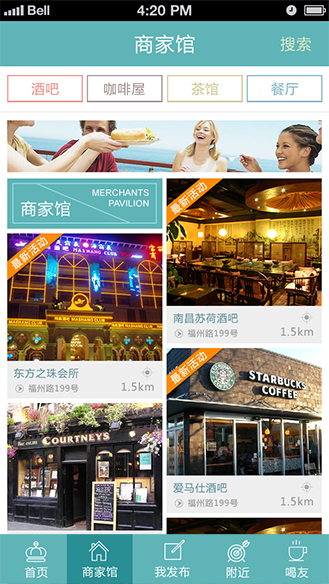 Bell 4:20 PM
商家馆
搜索
酒吧 咖啡屋 茶馆 餐厅
MERCHANTS
PAVILION
商家馆
最新活动
MASHANG CLUB
东方之珠会所
福州路199号 1.5km
COURTNEYS
最新活动
南昌苏荷酒吧
福州路199号 1.5km
最新活动
STARBUCKS
COFFEE
爱马仕酒吧
福州路199号 1.5km
首页 商家馆 我发布 附近 喝友